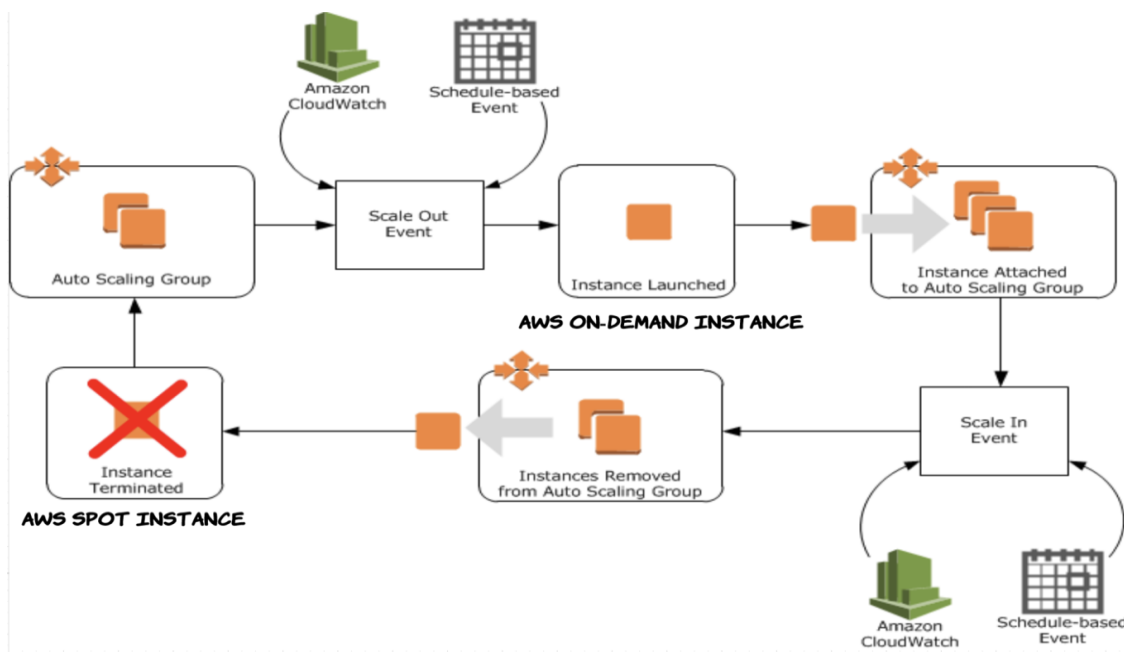 Amazon
CloudWatch
Schedule-based
Event
Auto Scaling Group
Scale Out
Event
Instance Launched
Instance Attached
to Auto Scaling Group
AWS ON-DEMAND INSTANCE
Instance
Terminated
AWS SPOT INSTANCE
Instances Removed
from Auto Scaling Group
Scale In
Event
Amazon
CloudWatch
Schedule-based
Event